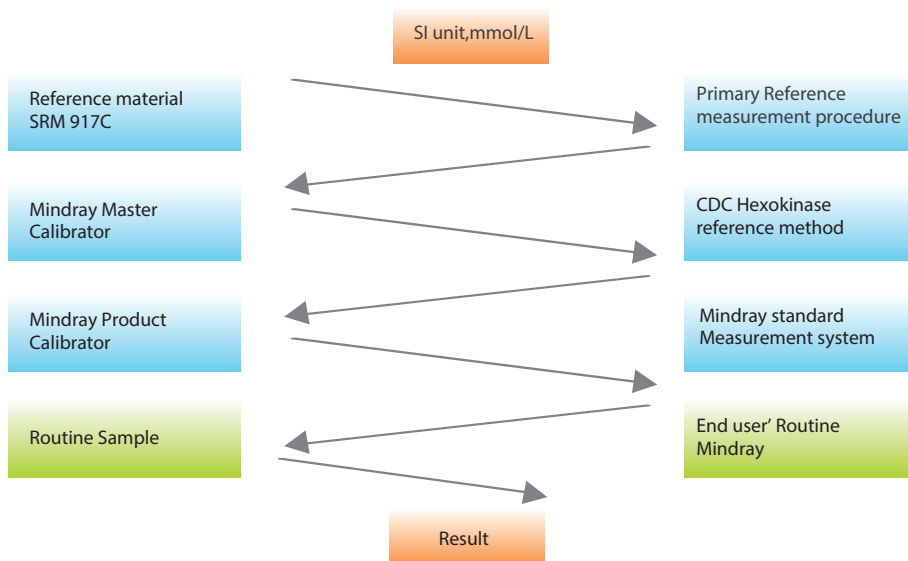 SI unit,mmol/L
Reference material
SRM 917C
Primary Reference
measurement procedure
Mindray Master
Calibrator
CDC Hexokinase
reference method
Mindray Product
Calibrator
Mindray standard
Measurement system
Routine Sample
End user' Routine
Mindray
Result